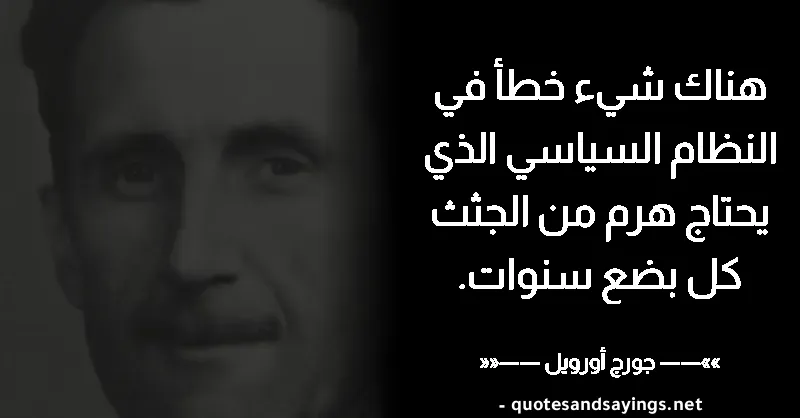 هناك شيء خطأ في
النظام السياسي الذي
يحتاج هرم من الجثث
كل بضع سنوات.
»»—— جورج أورويل ——««
- quotesandsayings.net